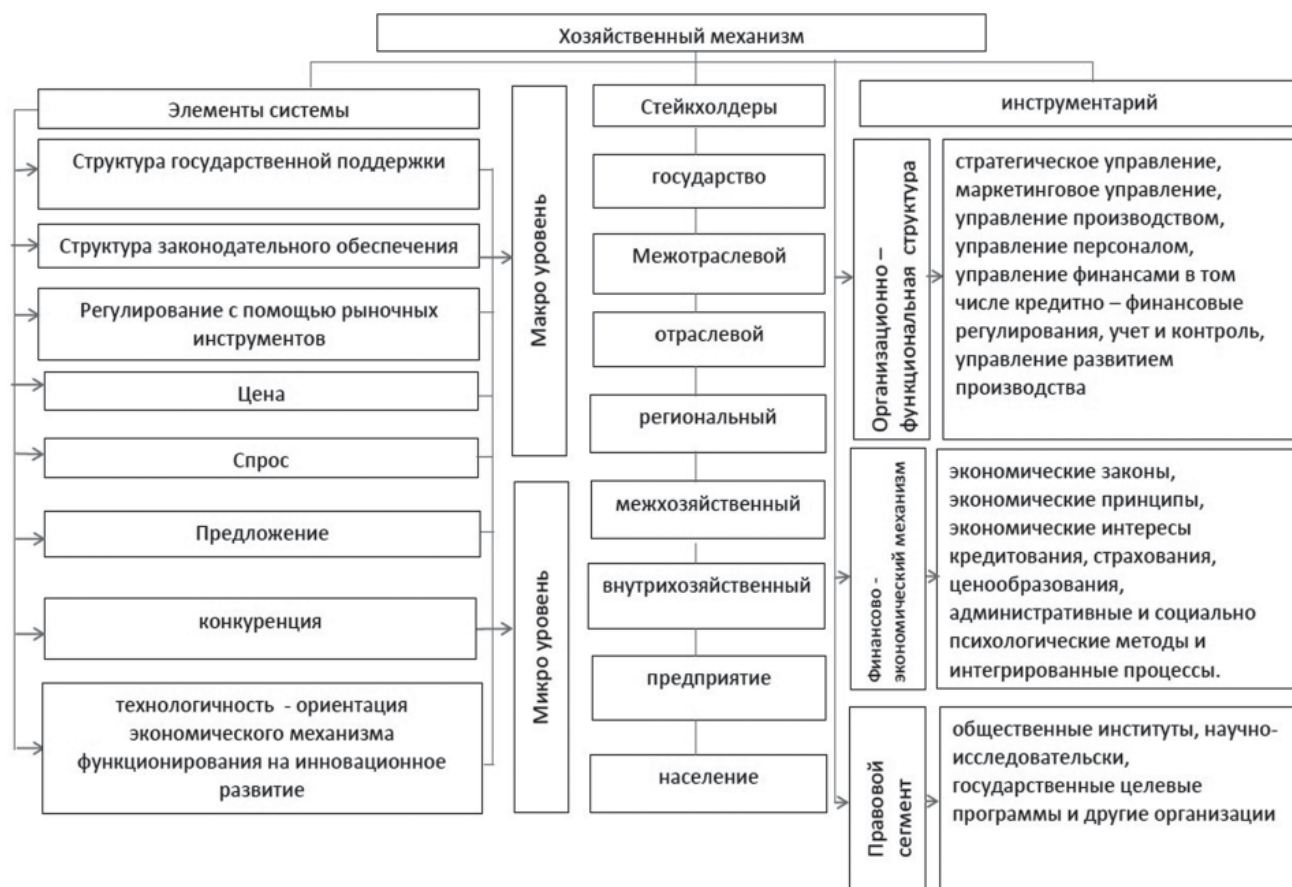 Хозяйственный механизм
Элементы системы
Структура государственной поддержки
Структура законодательного обеспечения
Регулирование с помощью рыночных
инструментов
Цена
Спрос
Предложение
конкуренция
технологичность - ориентация
экономического механизма
функционирования на инновационное
развитие
Макро уровень
Микро уровень
Стейкхолдеры
государство
Межотраслевой
отраслевой
региональный
межхозяйственный
внутрихозяйственный
предприятие
население
инструментарий
Организационно –
функциональная структура
стратегическое управление,
маркетинговое управление,
управление производством,
управление персоналом,
управление финансами в том
числе кредитно – финансовые
регулирования, учет и контроль,
управление развитием
производства
Финансово -
экономический механизм
экономические законы,
экономические принципы,
экономические интересы
кредитования, страхования,
ценообразования,
административные и социально
психологические методы и
интегрированные процессы.
Правовой
сегмент
общественные институты, научно-
исследовательски,
государственные целевые
программы и другие организации